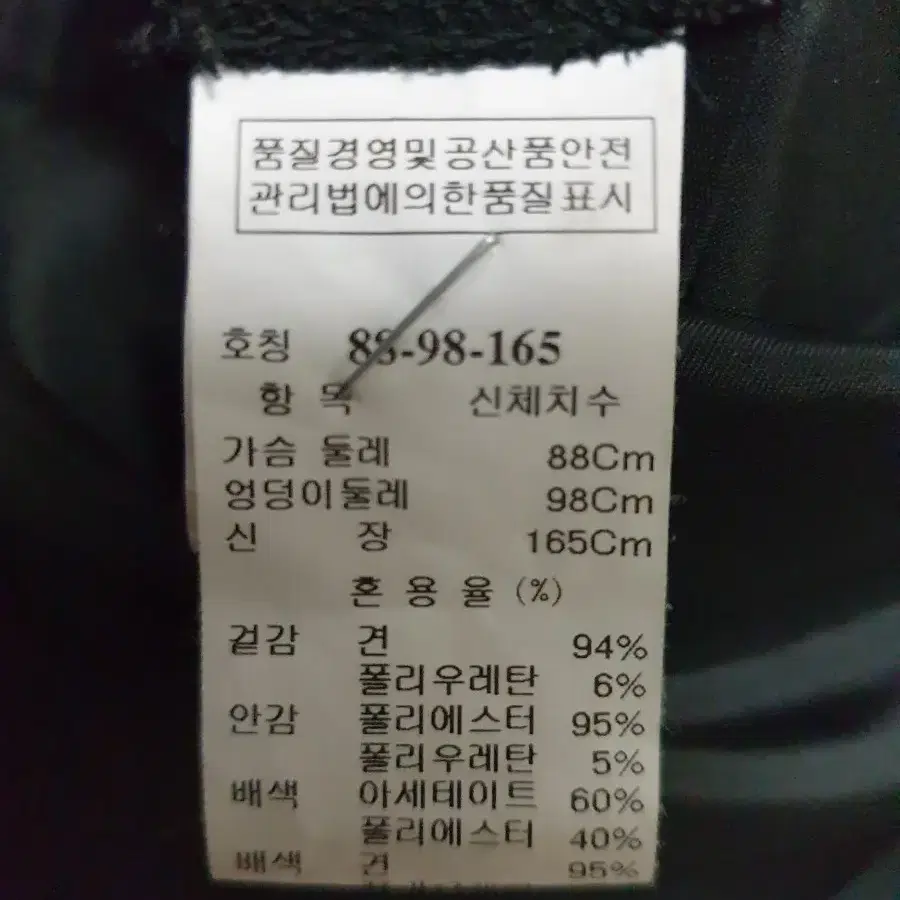 품질경영및공산품안전
관리법에의한품질표시
호칭 88-98-165
항 목 신체치수
가슴 둘레 88Cm
엉덩이둘레 98Cm
신 장 165Cm
혼 용 율 (%)
겉감 견 94%
폴리우레탄 6%
안감 폴리에스터 95%
폴리우레탄 5%
배색 아세테이트 60%
폴리에스터 40%
배색 견 95%